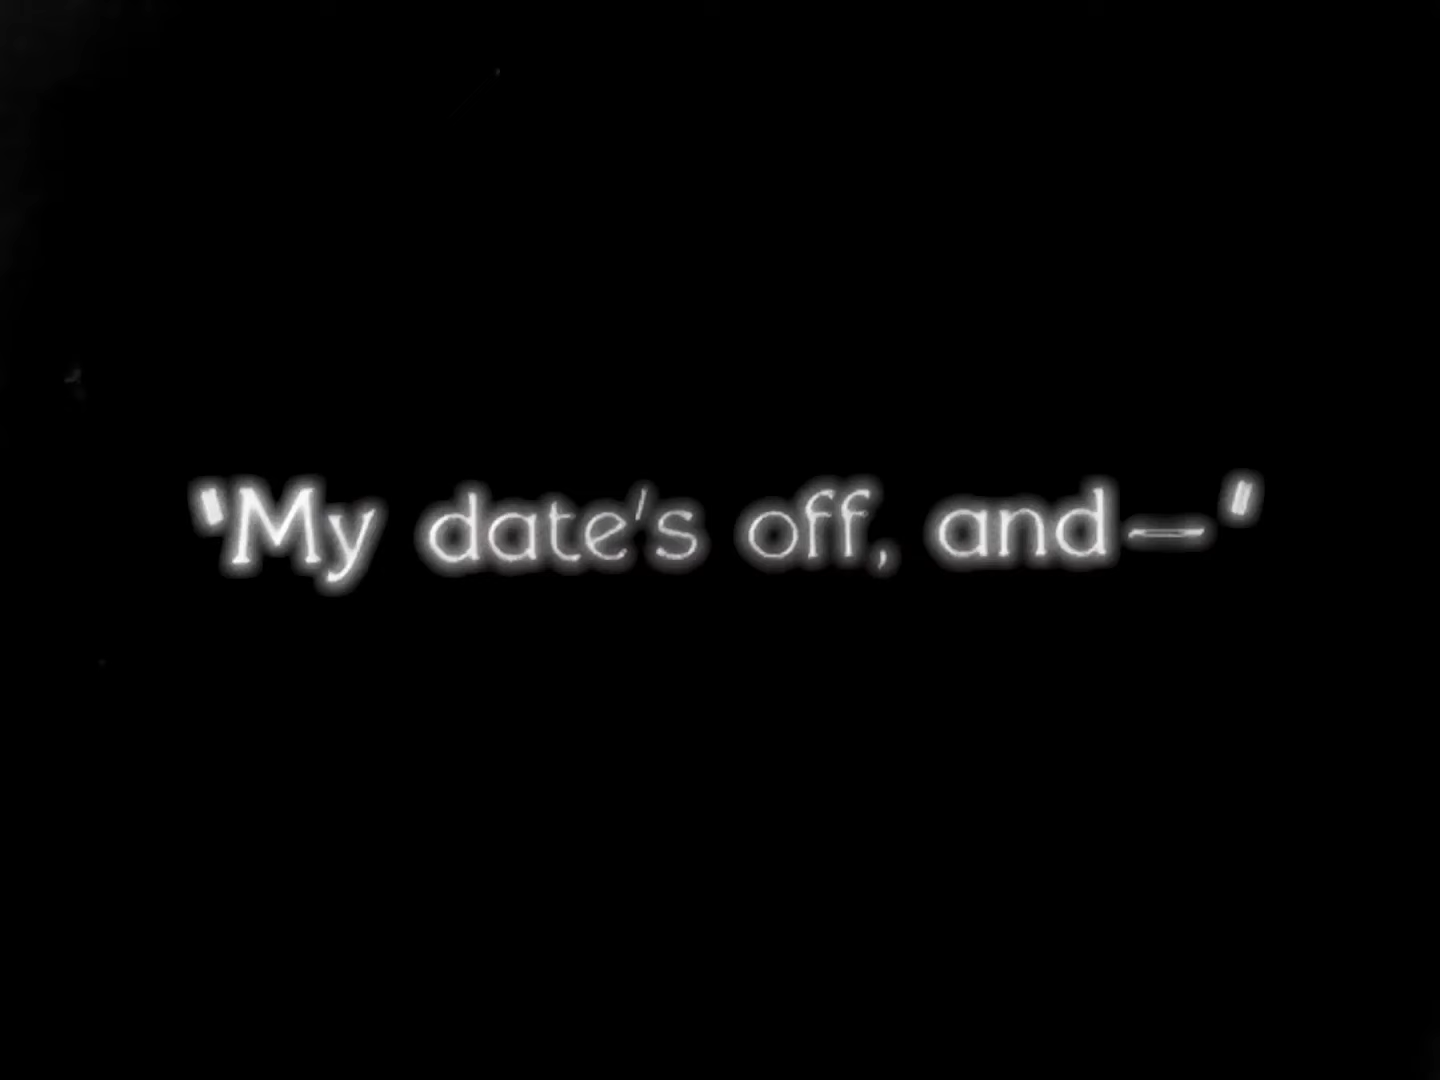 "My date's off, and—"